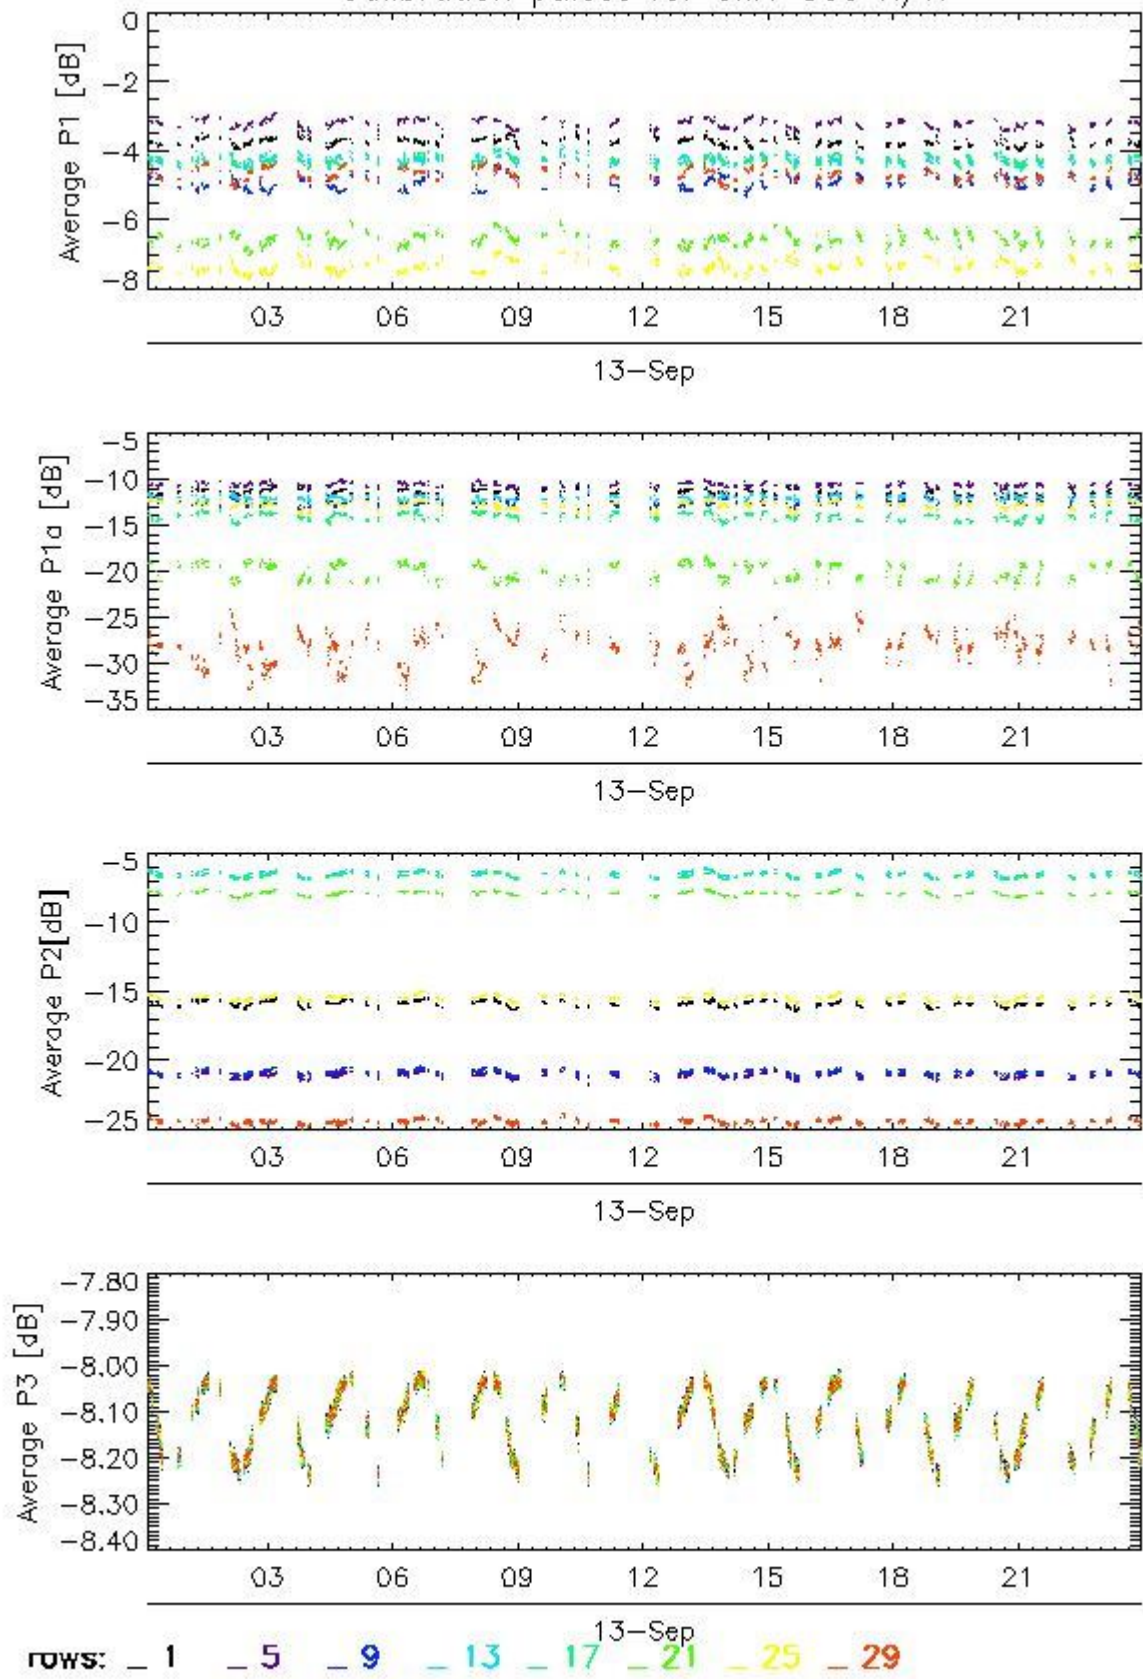 0
−2
−4
−6
−8
Average P1 [dB]
03 06 09 12 15 18 21
13−Sep
−5
−10
−15
−20
−25
−30
−35
Average P1a [dB]
03 06 09 12 15 18 21
13−Sep
−5
−10
−15
−20
−25
Average P2[dB]
03 06 09 12 15 18 21
13−Sep
−7.80
−7.90
−8.00
−8.10
−8.20
−8.30
−8.40
Average P3 [dB]
03 06 09 12 15 18 21
13−Sep
rows: _ 1 _ 5 _ 9 _ 13 _ 17 _ 21 _ 25 _ 29